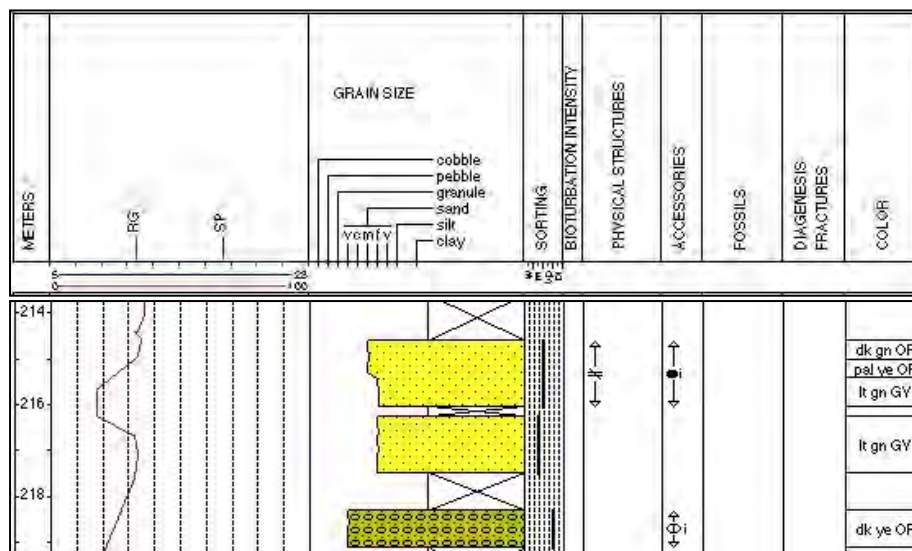 GRAIN SIZE
cobble
pebble
granule
sand
silt
clay
vcmfv
METERS
RG
SP
SORTING
BIOTURBATION INTENSITY
PHYSICAL STRUCTURES
ACCESSORIES
FOSSILS
DIAGENESIS
FRACTURES
COLOR
-214
dk gn OF
pal ye OF
lt gn GY
-216
lt gn GY
-218
dk ye OF
i
i